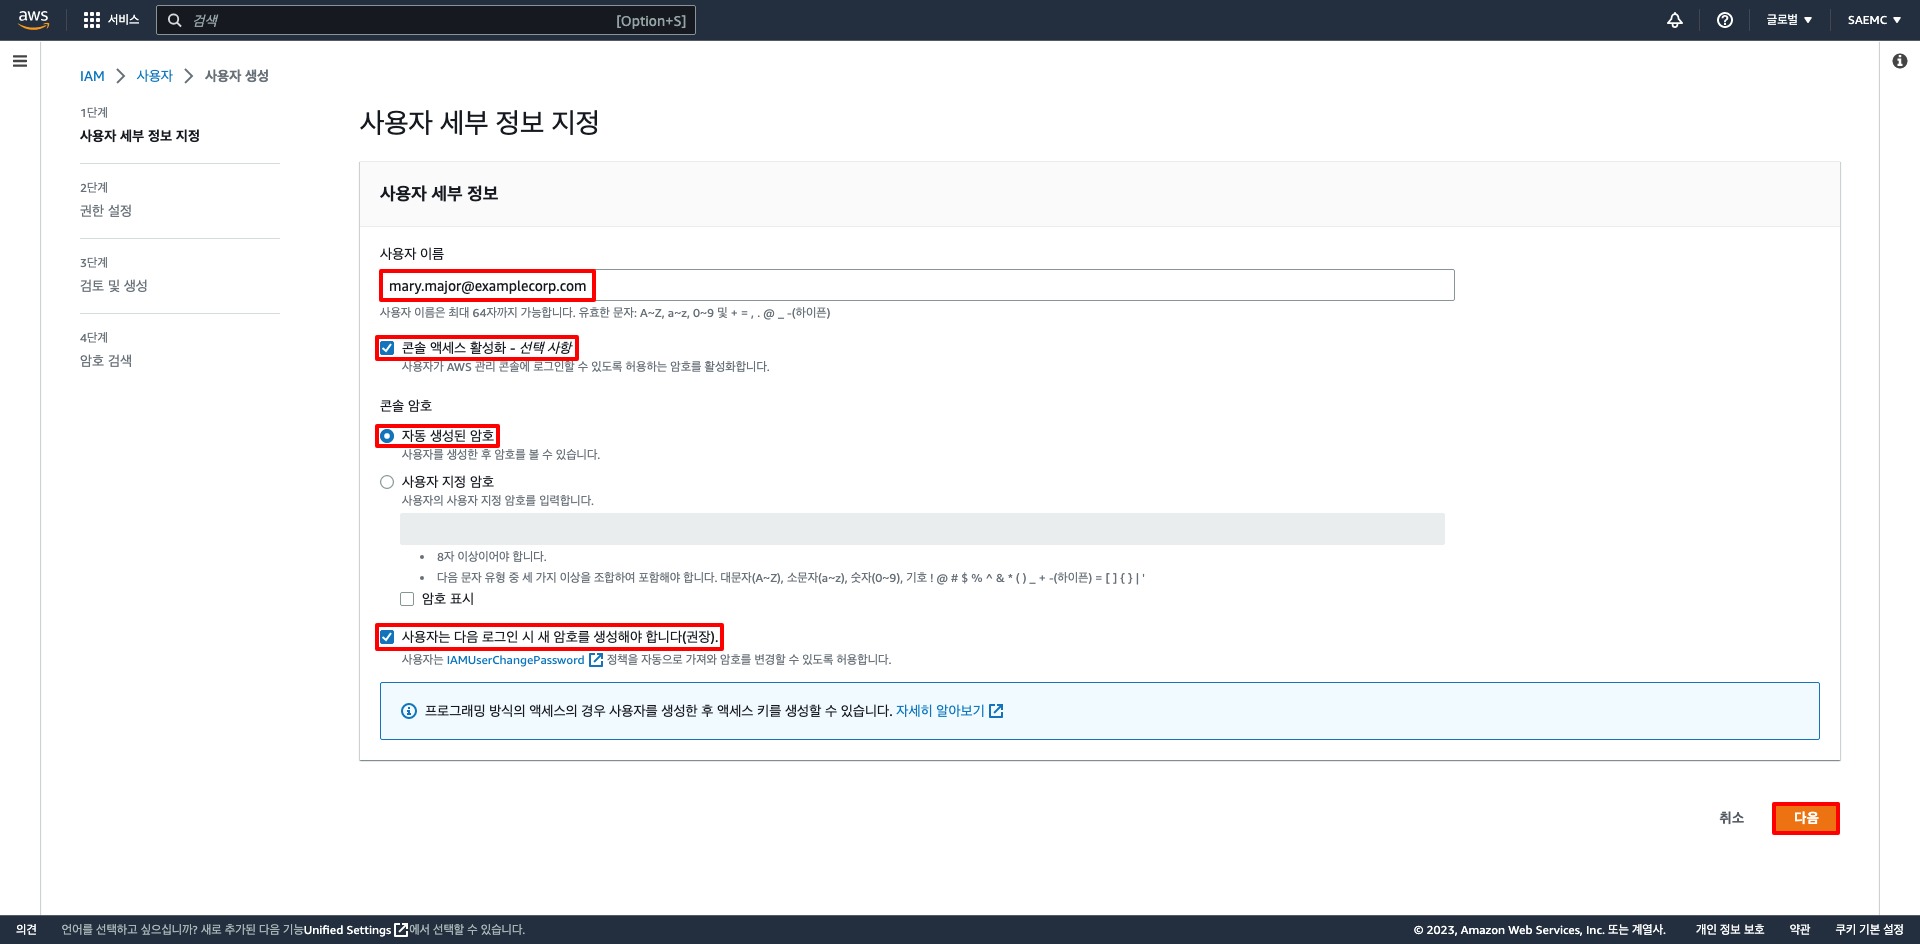 aws 서비스 검색 [Option+S] 글로벌 ▼ SAEMC ▼
IAM > 사용자 > 사용자 생성
1단계
사용자 세부 정보 지정
2단계
권한 설정
3단계
검토 및 생성
4단계
암호 검색
사용자 세부 정보 지정
사용자 세부 정보
사용자 이름
mary.major@examplecorp.com
사용자 이름은 최대 64자까지 가능합니다. 유효한 문자: A~Z, a~z, 0~9 및 + = , . @ _ -(하이픈)
콘솔 액세스 활성화 - 선택 사항
사용자가 AWS 관리 콘솔에 로그인할 수 있도록 허용하는 암호를 활성화합니다.
콘솔 암호
자동 생성된 암호
사용자를 생성한 후 암호를 볼 수 있습니다.
사용자 지정 암호
사용자의 사용자 지정 암호를 입력합니다.
• 8자 이상이어야 합니다.
• 다음 문자 유형 중 세 가지 이상을 조합하여 포함해야 합니다. 대문자(A~Z), 소문자(a~z), 숫자(0~9), 기호 ! @ # $ % ^ & * ( ) _ + -(하이픈) = [ ] { } | '
암호 표시
사용자는 다음 로그인 시 새 암호를 생성해야 합니다(권장).
사용자는 IAMUserChangePassword 정책을 자동으로 가져와 암호를 변경할 수 있도록 허용합니다.
프로그래밍 방식의 액세스의 경우 사용자를 생성한 후 액세스 키를 생성할 수 있습니다. 자세히 알아보기
취소 다음
의견 언어를 선택하고 싶으십니까? 새로 추가된 다음 기능Unified Settings에서 선택할 수 있습니다. © 2023, Amazon Web Services, Inc. 또는 계열사. 개인 정보 보호 약관 쿠키 기본 설정